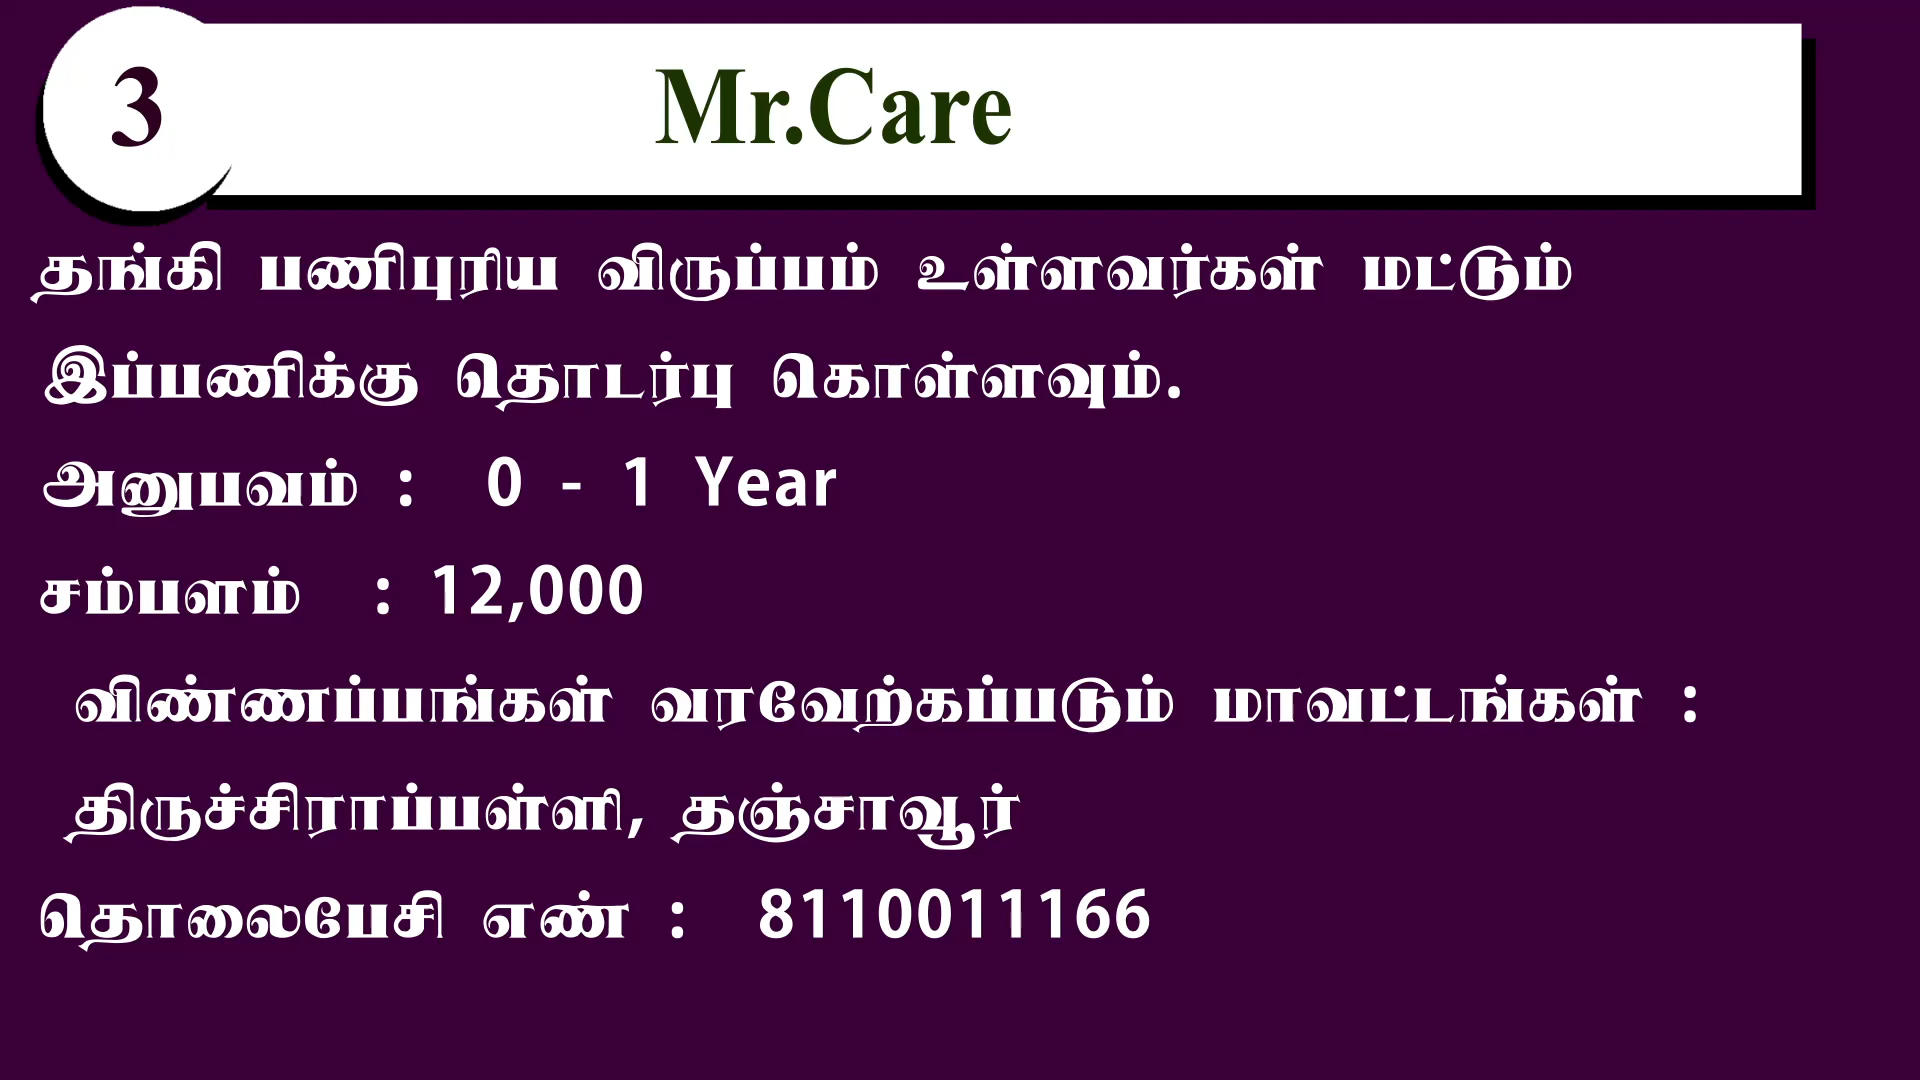 3
Mr.Care
தங்கி பணிபுரிய விருப்பம் உள்ளவர்கள் மட்டும்
இப்பணிக்கு தொடர்பு கொள்ளவும்.
அனுபவம் : 0 - 1 Year
சம்பளம் : 12,000
விண்ணப்பங்கள் வரவேற்கப்படும் மாவட்டங்கள் :
திருச்சிராப்பள்ளி, தஞ்சாவூர்
தொலைபேசி எண் : 8110011166